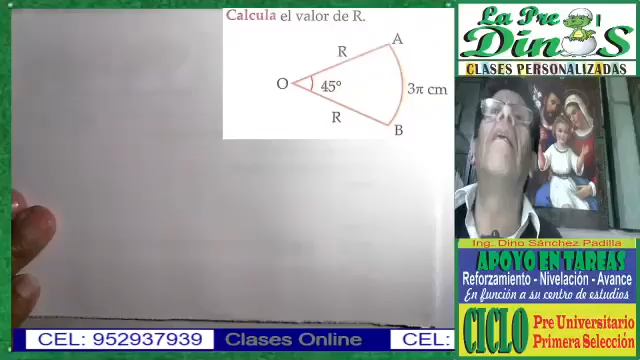 Calcula el valor de R.
R
A
O
45º
3π cm
R
B
La Pre
DinoS
CLASES PERSONALIZADAS
Ing. Dino Sánchez Padilla
APOYO EN TAREAS
Reforzamiento - Nivelación - Avance
En función a su centro de estudios
CICLO
Pre Universitario
Primera Selección
CEL: 952937939
Clases Online
CEL: